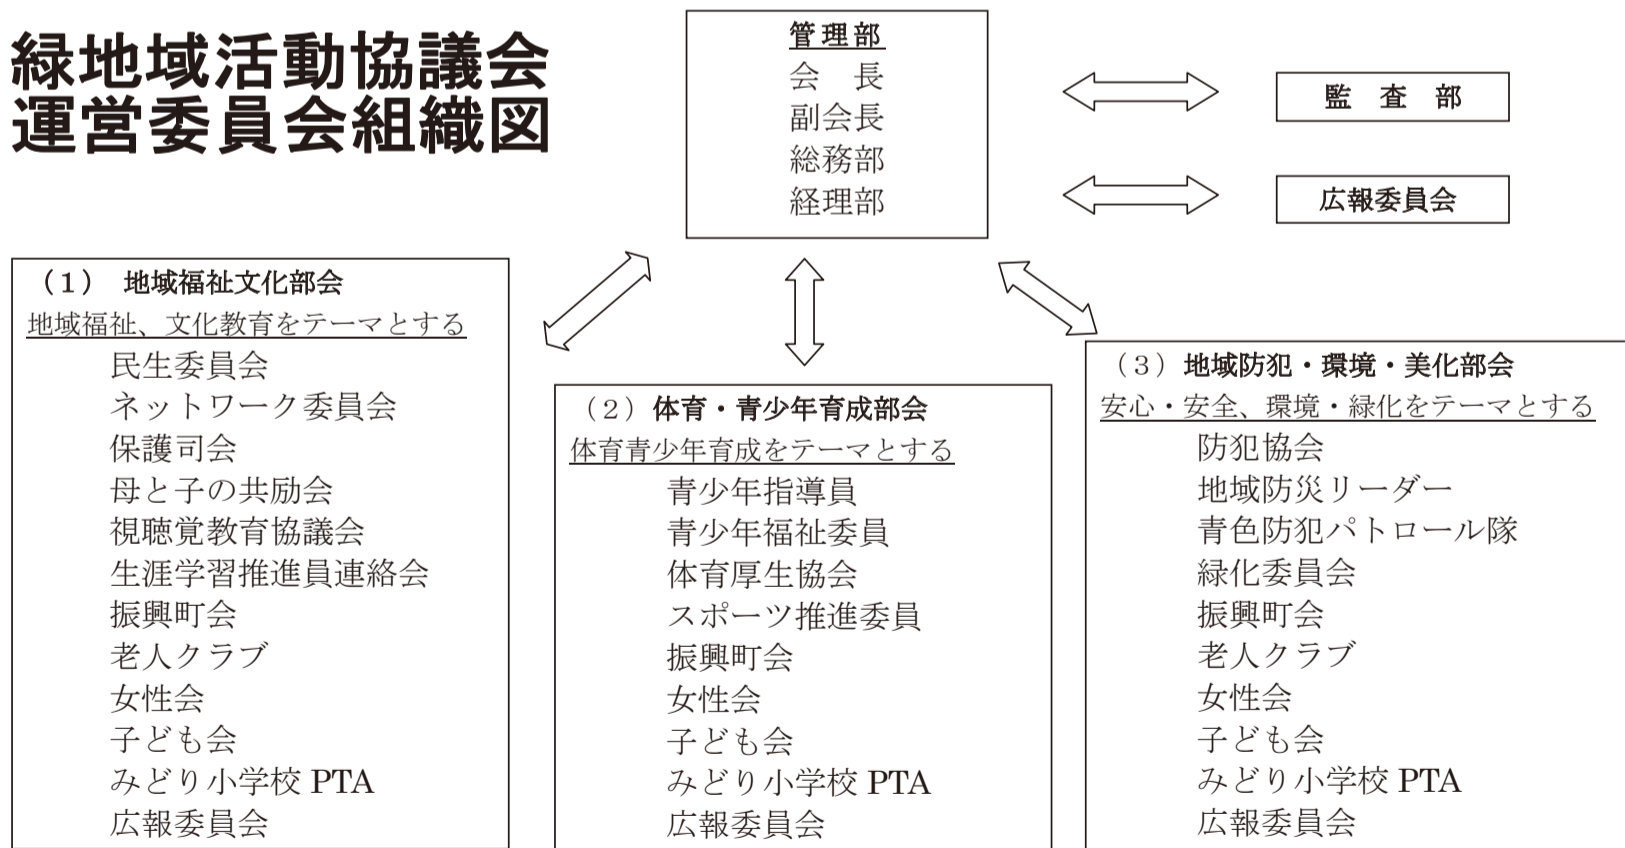 緑地域活動協議会
運営委員会組織図
管理部
会　長
副会長
総務部
経理部
監　査　部
広報委員会
（１）　地域福祉文化部会
地域福祉、文化教育をテーマとする
民生委員会
ネットワーク委員会
保護司会
母と子の共励会
視聴覚教育協議会
生涯学習推進員連絡会
振興町会
老人クラブ
女性会
子ども会
みどり小学校 PTA
広報委員会
（２）体育・青少年育成部会
体育青少年育成をテーマとする
青少年指導員
青少年福祉委員
体育厚生協会
スポーツ推進委員
振興町会
女性会
子ども会
みどり小学校 PTA
広報委員会
（３）地域防犯・環境・美化部会
安心・安全、環境・緑化をテーマとする
防犯協会
地域防災リーダー
青色防犯パトロール隊
緑化委員会
振興町会
老人クラブ
女性会
子ども会
みどり小学校 PTA
広報委員会